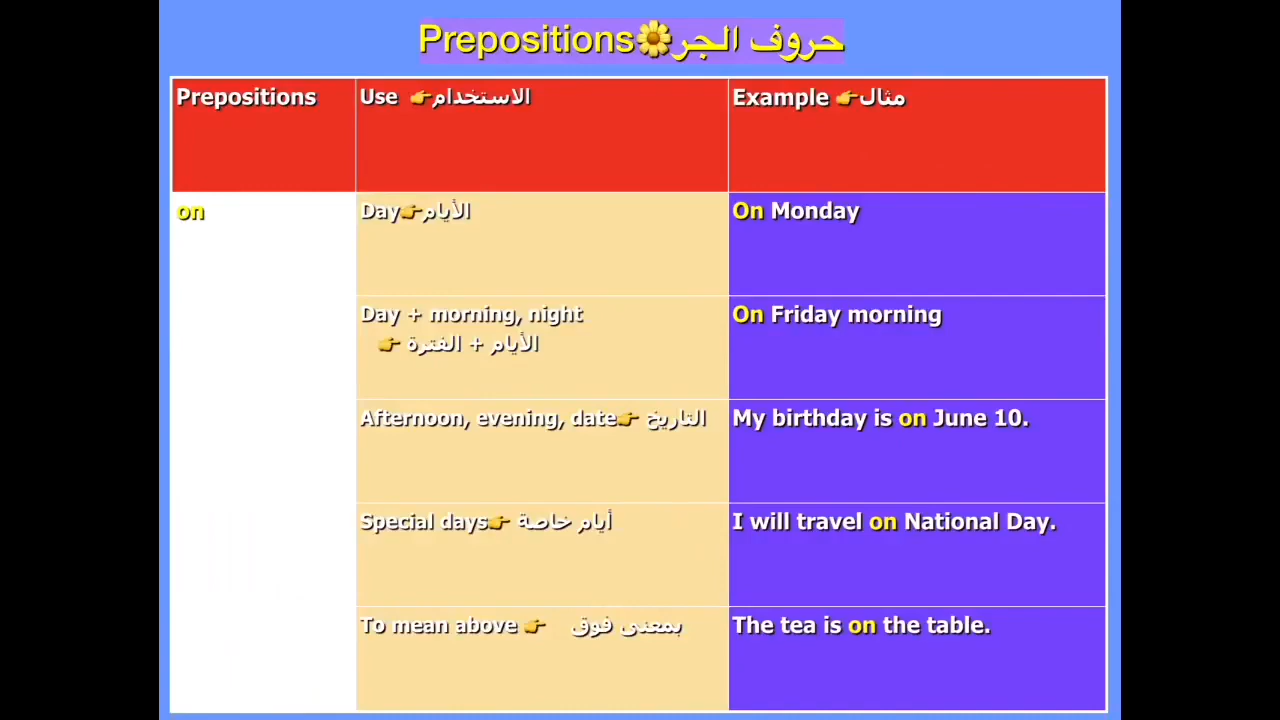 Prepositions🌼حروف الجر
Prepositions
Use 👉الاستخدام
Example 👉مثال
on
Day👉الأيام
On Monday
Day + morning, night
👉 الأيام + الفترة
On Friday morning
Afternoon, evening, date👉 التاريخ
My birthday is on June 10.
Special days👉 أيام خاصة
I will travel on National Day.
To mean above 👉 بمعنى فوق
The tea is on the table.